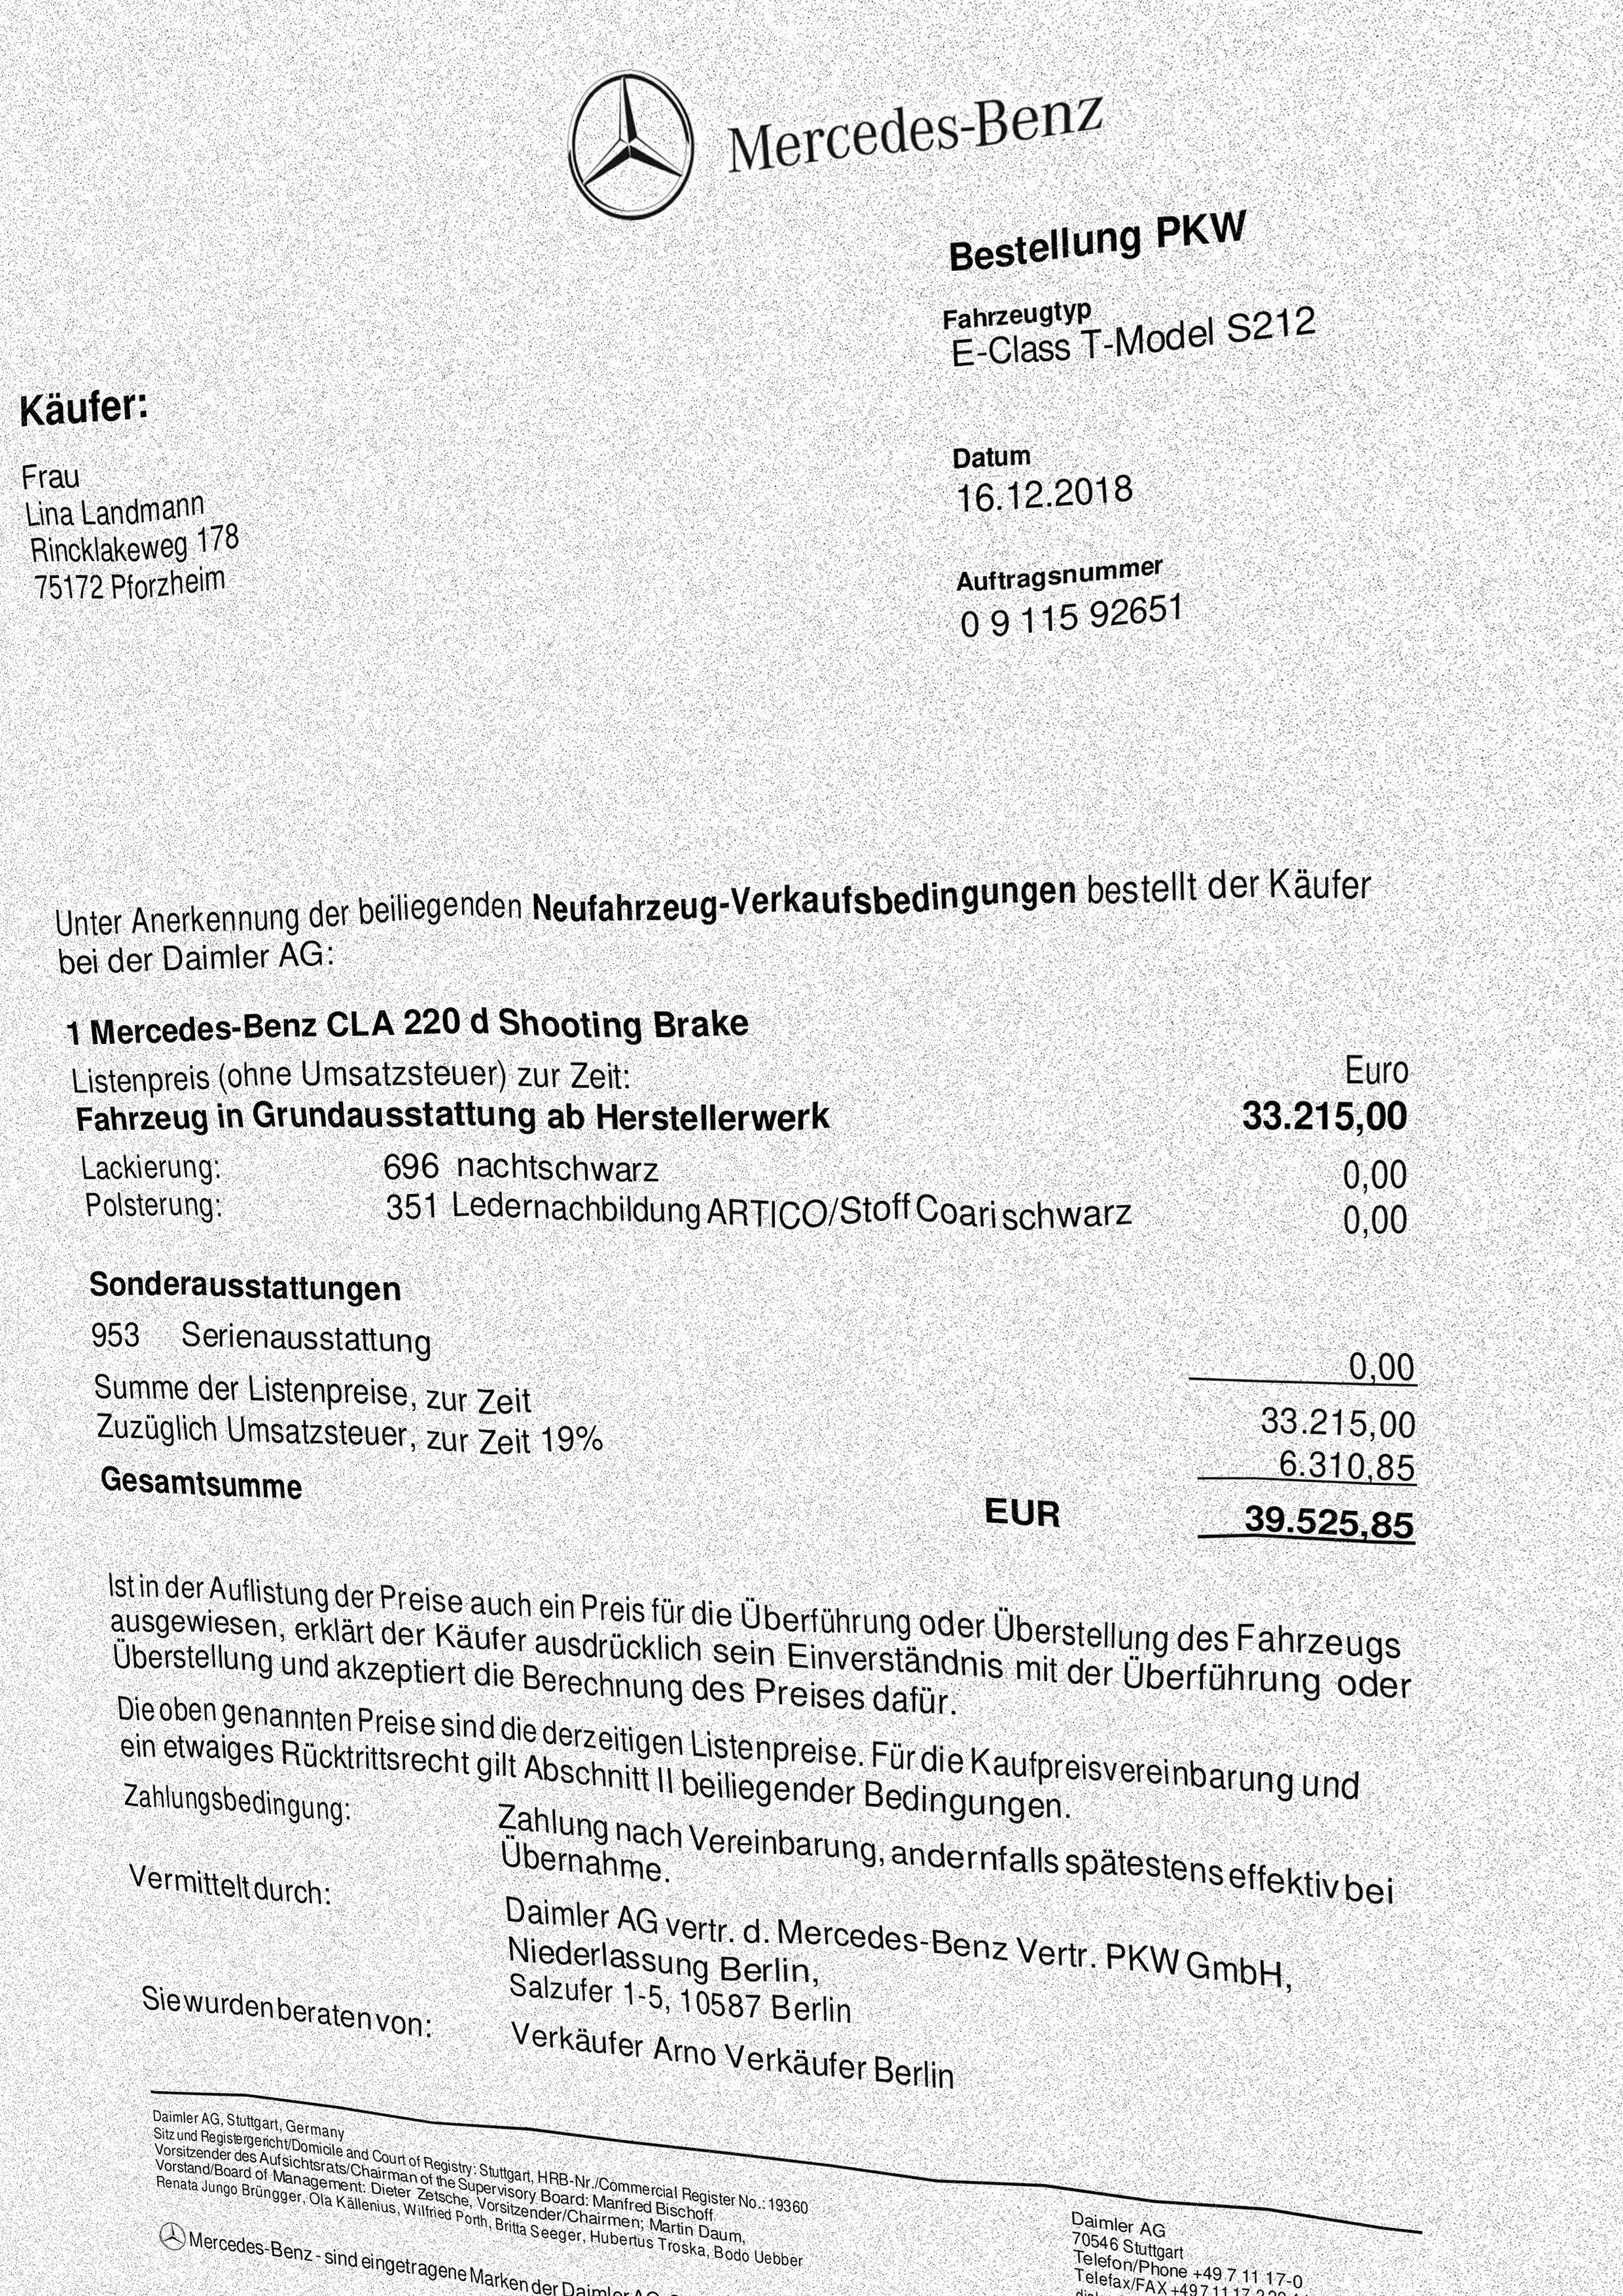 Mercedes-Benz
Bestellung PKW
Fahrzeugtyp
E-Class T-Model S212
Käufer:
Datum
16.12.2018
Frau
Lina Landmann
Rincklakeweg 178
75172 Pforzheim
Auftragsnummer
0 9 115 92651
Unter Anerkennung der beiliegenden Neufahrzeug-Verkaufsbedingungen bestellt der Käufer
bei der Daimler AG:
1 Mercedes-Benz CLA 220 d Shooting Brake
Listenpreis (ohne Umsatzsteuer) zur Zeit: Euro
Fahrzeug in Grundausstattung ab Herstellerwerk 33.215,00
Lackierung: 696 nachtschwarz 0,00
Polsterung: 351 Ledernachbildung ARTICO/Stoff Coari schwarz 0,00
Sonderausstattungen
953 Serienausstattung 0,00
Summe der Listenpreise, zur Zeit 33.215,00
Zuzüglich Umsatzsteuer, zur Zeit 19% 6.310,85
Gesamtsumme EUR 39.525,85
Ist in der Auflistung der Preise auch ein Preis für die Überführung oder Überstellung des Fahrzeugs
ausgewiesen, erklärt der Käufer ausdrücklich sein Einverständnis mit der Überführung oder
Überstellung und akzeptiert die Berechnung des Preises dafür.
Die oben genannten Preise sind die derzeitigen Listenpreise. Für die Kaufpreisvereinbarung und
ein etwaiges Rücktrittsrecht gilt Abschnitt II beiliegender Bedingungen.
Zahlungsbedingung: Zahlung nach Vereinbarung, andernfalls spätestens effektiv bei
Übernahme.
Vermittelt durch: Daimler AG vertr. d. Mercedes-Benz Vertr. PKW GmbH,
Niederlassung Berlin,
Salzufer 1-5, 10587 Berlin
Sie wurden beraten von: Verkäufer Arno Verkäufer Berlin
Daimler AG, Stuttgart, Germany
Sitz und Registergericht/Domicile and Court of Registry: Stuttgart, HRB-Nr./Commercial Register No.: 19360
Vorsitzender des Aufsichtsrats/Chairman of the Supervisory Board: Manfred Bischoff
Vorstand/Board of Management: Dieter Zetsche, Vorsitzender/Chairmen; Martin Daum,
Renata Jungo Brüngger, Ola Källenius, Wilfried Porth, Britta Seeger, Hubertus Troska, Bodo Uebber
Mercedes-Benz - sind eingetragene Marken der Daimler AG
Daimler AG
70546 Stuttgart
Telefon/Phone +49 7 11 17-0
Telefax/FAX +49 7 11 17-2